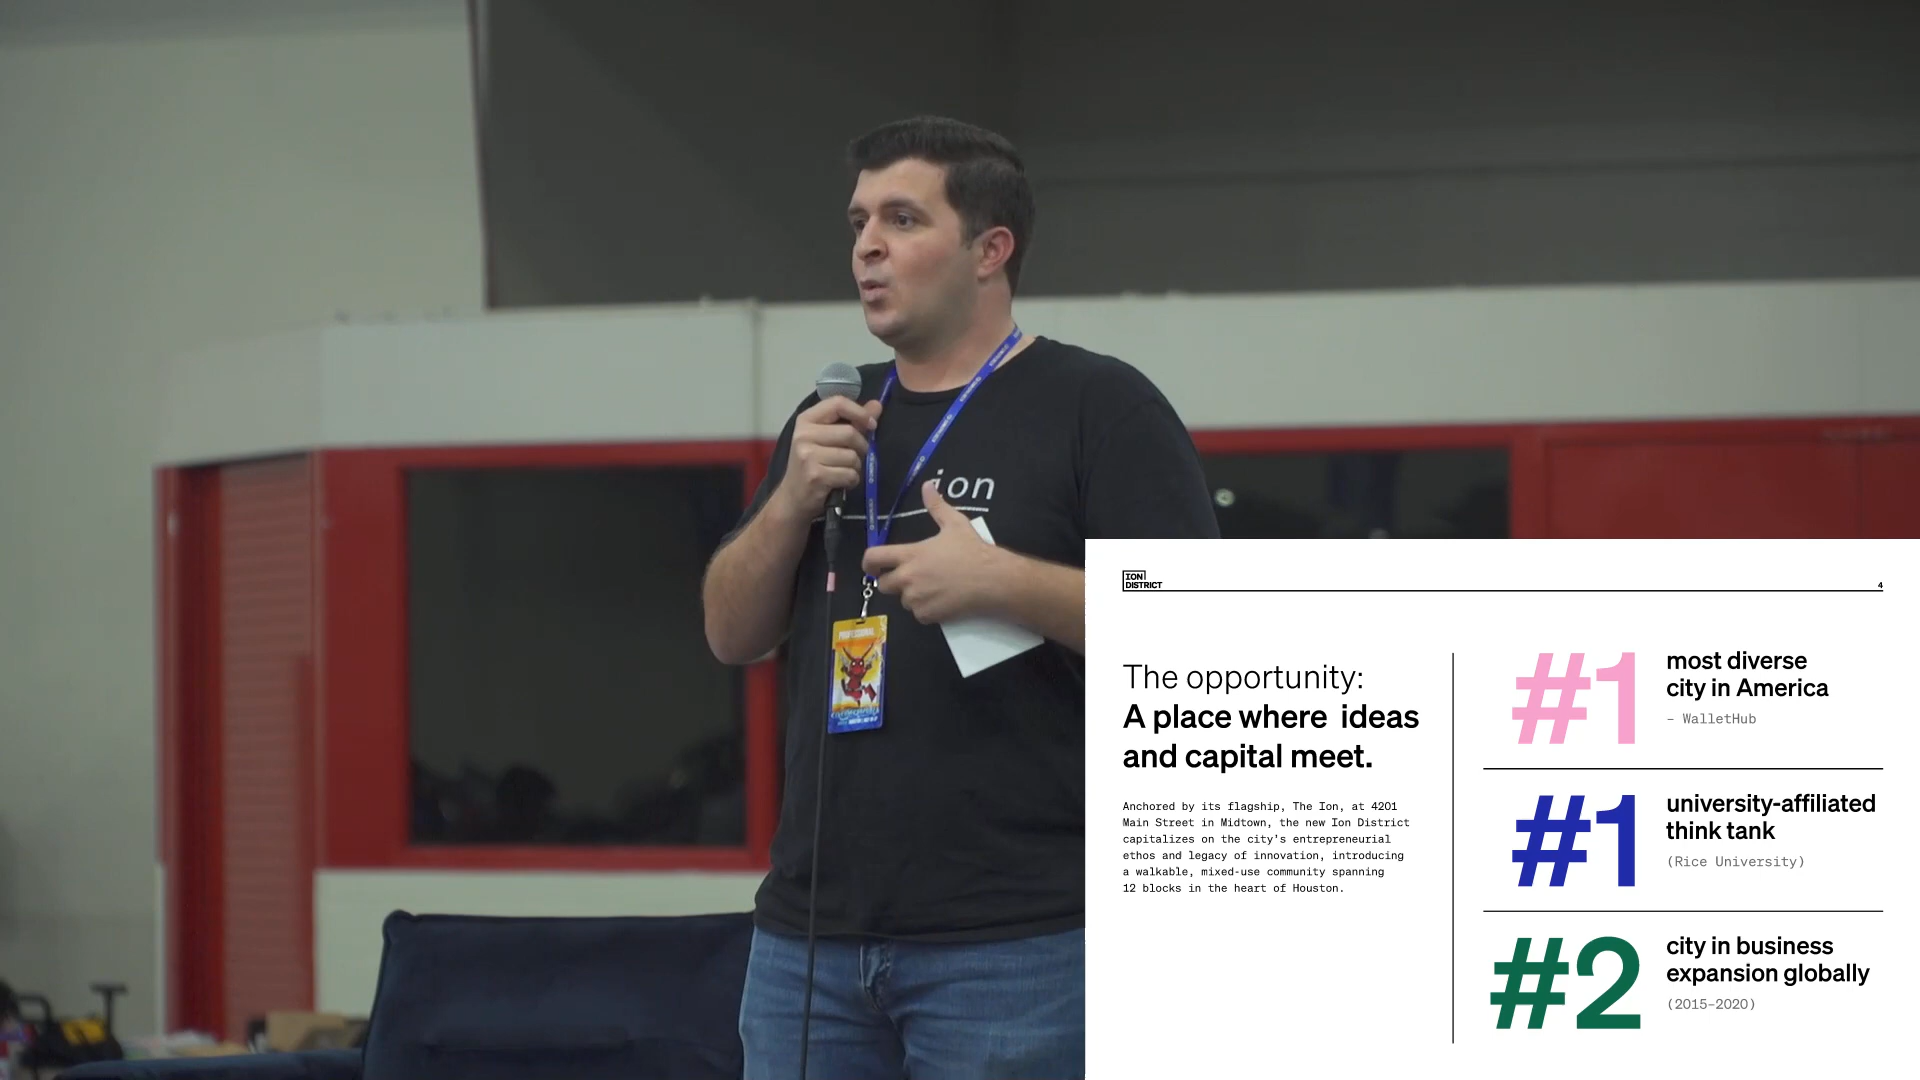 ion
PROFESSIONAL
ION
DISTRICT
4
The opportunity:
A place where ideas
and capital meet.
Anchored by its flagship, The Ion, at 4201
Main Street in Midtown, the new Ion District
capitalizes on the city's entrepreneurial
ethos and legacy of innovation, introducing
a walkable, mixed-use community spanning
12 blocks in the heart of Houston.
#1
most diverse
city in America
– WalletHub
#1
university-affiliated
think tank
(Rice University)
#2
city in business
expansion globally
(2015–2020)